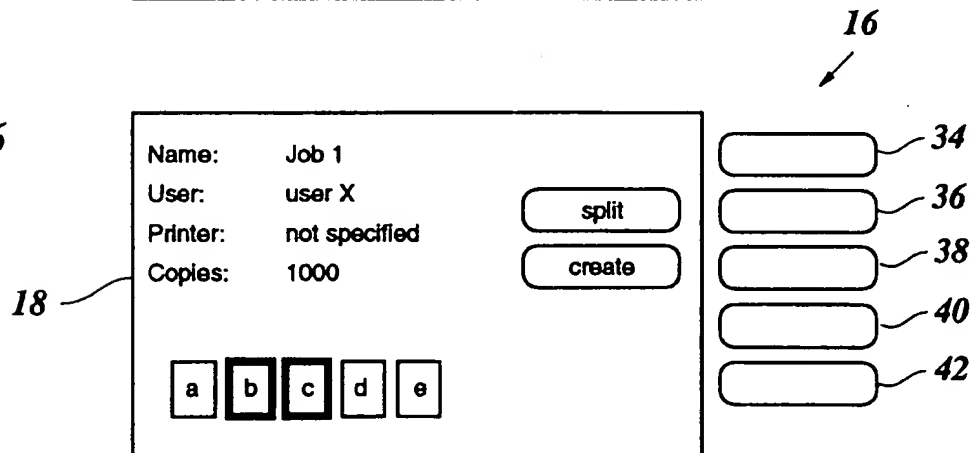 16
34
Name: Job 1
User: user X
split
36
Printer: not specified
38
Copies: 1000
create
18
40
42
a b c d e